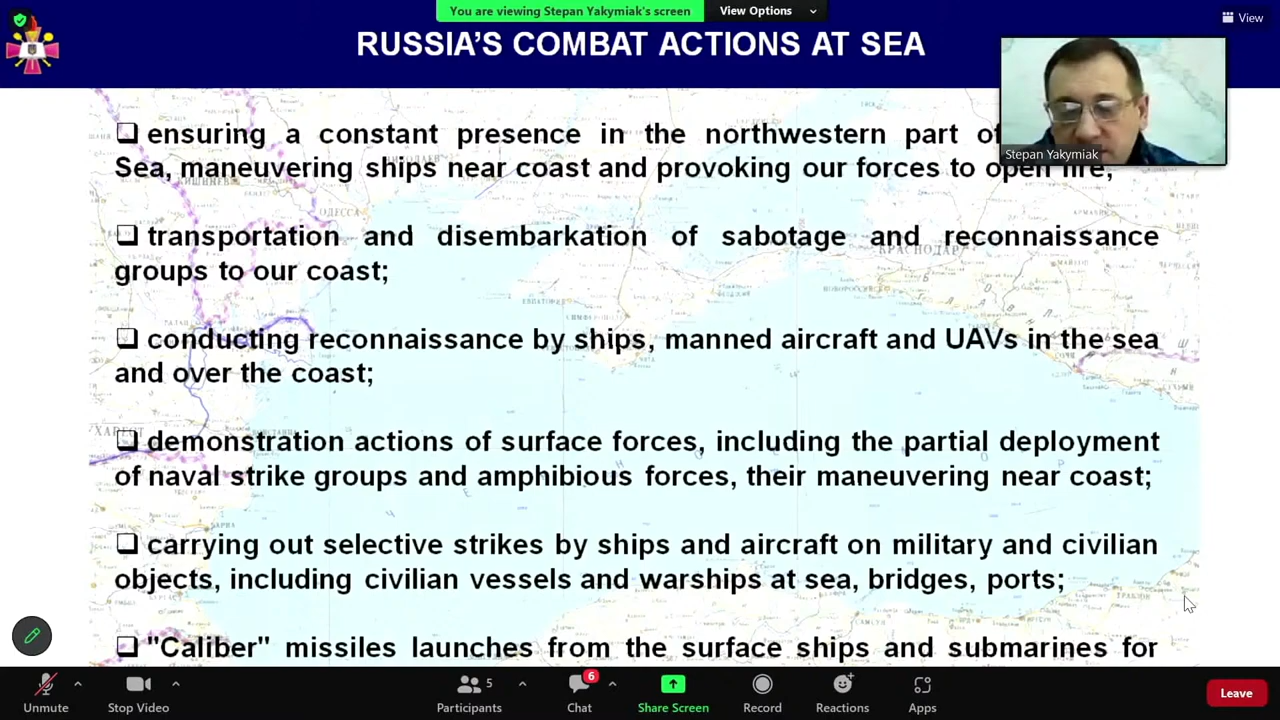 You are viewing Stepan Yakymiak's screen
View Options
View
RUSSIA'S COMBAT ACTIONS AT SEA
Stepan Yakymiak
❑ ensuring a constant presence in the northwestern part of
Sea, maneuvering ships near coast and provoking our forces to open fire;
❑ transportation and disembarkation of sabotage and reconnaissance
groups to our coast;
❑ conducting reconnaissance by ships, manned aircraft and UAVs in the sea
and over the coast;
❑ demonstration actions of surface forces, including the partial deployment
of naval strike groups and amphibious forces, their maneuvering near coast;
❑ carrying out selective strikes by ships and aircraft on military and civilian
objects, including civilian vessels and warships at sea, bridges, ports;
❑ "Caliber" missiles launches from the surface ships and submarines for
ОДЕССА
КРАСНОДАР
Unmute
Stop Video
Participants 5
Chat 6
Share Screen
Record
Reactions
Apps
Leave